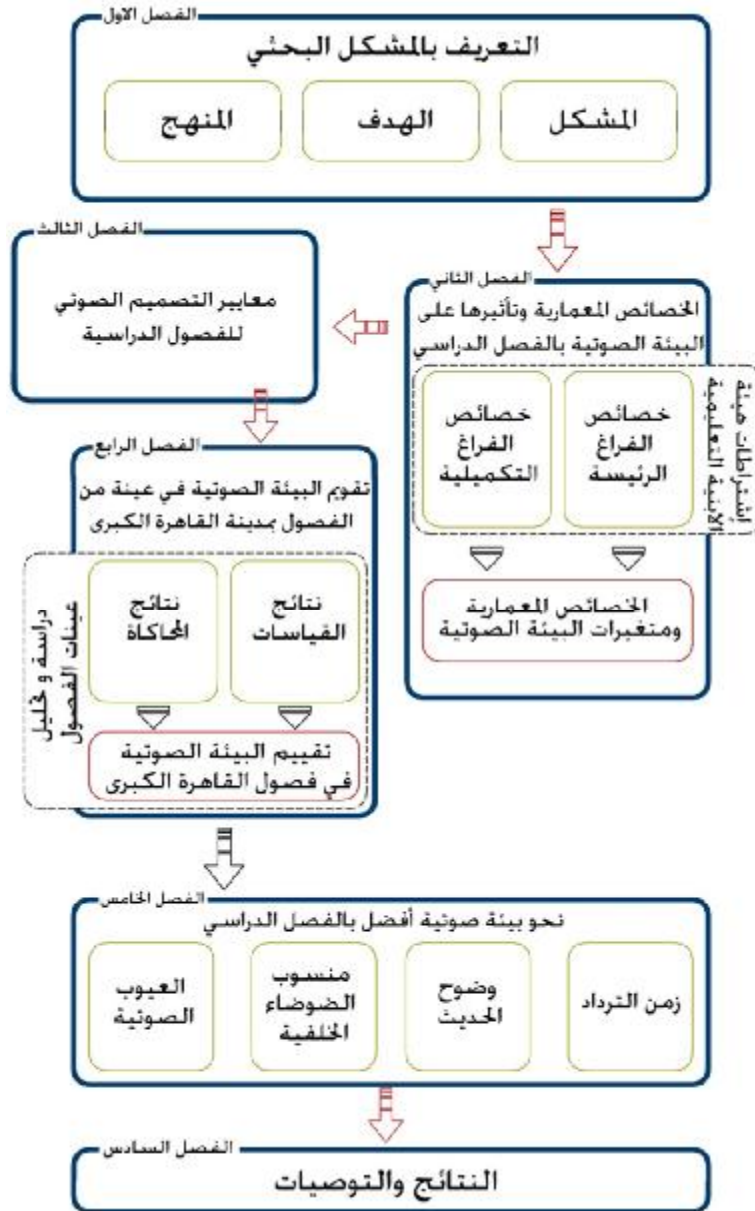 الفصل الاول
التعريف بالمشكل البحثي
المشكل
الهدف
المنهج
الفصل الثاني
الخصائص المعمارية وتأثيرها على
البيئة الصوتية بالفصل الدراسي
إشتراطات هيئة
الابنية التعليمية
خصائص
الفراغ
الرئيسة
خصائص
الفراغ
التكميلية
الخصائص المعمارية
ومتغيرات البيئة الصوتية
الفصل الثالث
معايير التصميم الصوتي
للفصول الدراسية
الفصل الرابع
تقويم البيئة الصوتية في عينة من
الفصول بمدينة القاهرة الكبرى
نتائج
القياسات
نتائج
المحاكاة
دراسة و تحليل
عينات الفصول
تقييم البيئة الصوتية
في فصول القاهرة الكبرى
الفصل الخامس
نحو بيئة صوتية أفضل بالفصل الدراسي
زمن الترداد
وضوح
الحديث
منسوب
الضوضاء
الخلفية
العيوب
الصوتية
الفصل السادس
النتائج والتوصيات